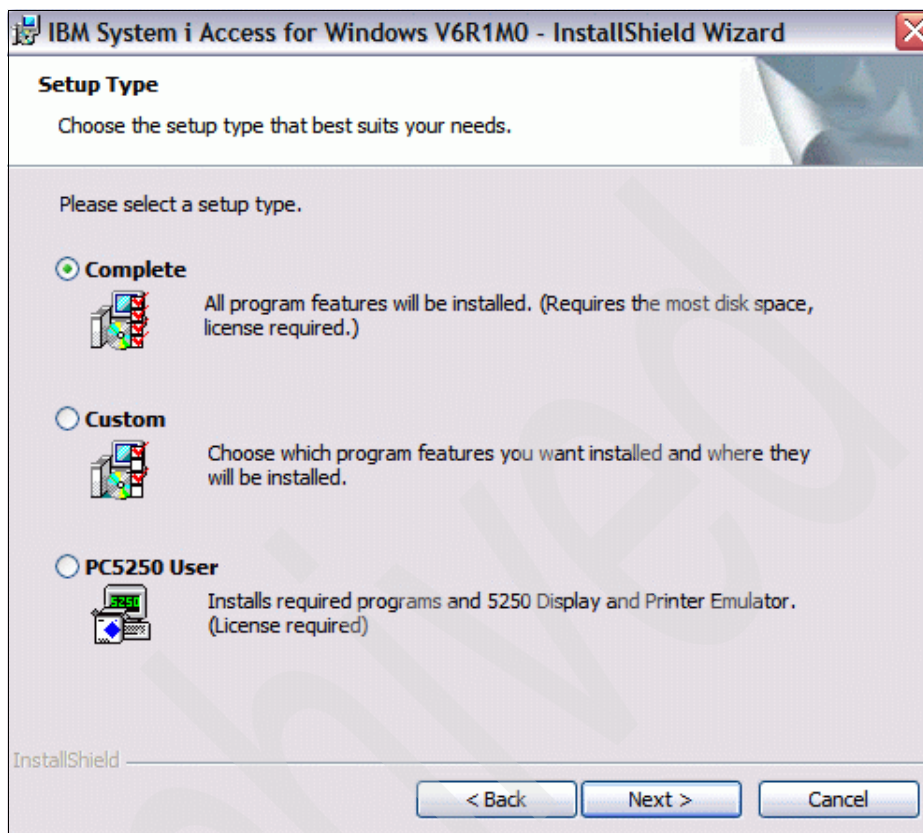 IBM System i Access for Windows V6R1M0 - InstallShield Wizard
Setup Type
Choose the setup type that best suits your needs.
Please select a setup type.
Complete
All program features will be installed. (Requires the most disk space,
license required.)
Custom
Choose which program features you want installed and where they
will be installed.
PC5250 User
5250
Installs required programs and 5250 Display and Printer Emulator.
(License required)
InstallShield
< Back
Next >
Cancel